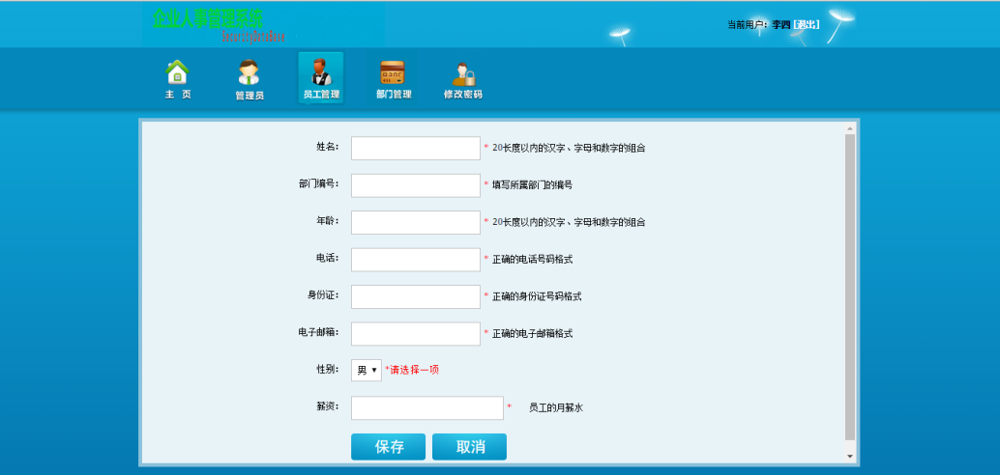 企业人事管理系统
当前用户：李四 [退出]
主 页 管理员 员工管理 部门管理 修改密码
姓名： * 20长度以内的汉字、字母和数字的组合
部门编号： * 填写所属部门的编号
年龄： * 20长度以内的汉字、字母和数字的组合
电话： * 正确的电话号码格式
身份证： * 正确的身份证号码格式
电子邮箱： * 正确的电子邮箱格式
性别： 男 *请选择一项
薪资： * 员工的月薪水
保存 取消